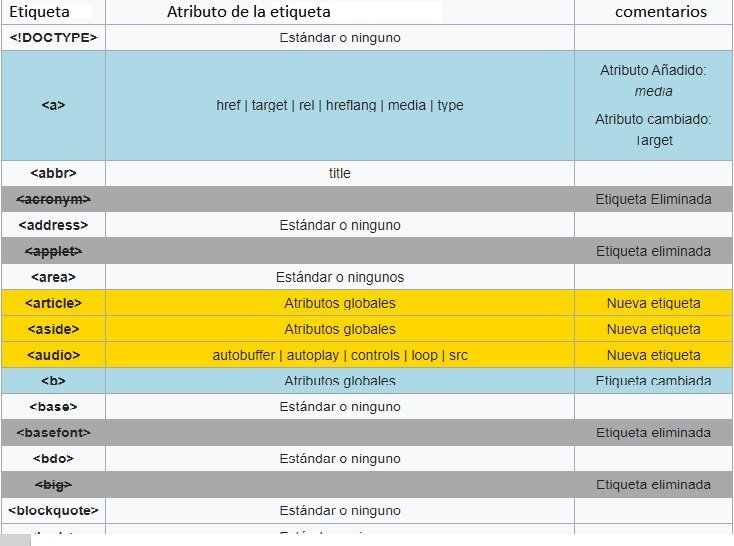 Etiqueta Atributo de la etiqueta comentarios
<!DOCTYPE> Estándar o ninguno
<a> href | target | rel | hreflang | media | type Atributo Añadido:
media
Atributo cambiado:
Target
<abbr> title
<acronym> Etiqueta Eliminada
<address> Estándar o ninguno
<applet> Etiqueta eliminada
<area> Estándar o ningunos
<article> Atributos globales Nueva etiqueta
<aside> Atributos globales Nueva etiqueta
<audio> autobuffer | autoplay | controls | loop | src Nueva etiqueta
<b> Atributos globales Etiqueta cambiada
<base> Estándar o ninguno
<basefont> Etiqueta eliminada
<bdo> Estándar o ninguno
<big> Etiqueta eliminada
<blockquote> Estándar o ninguno